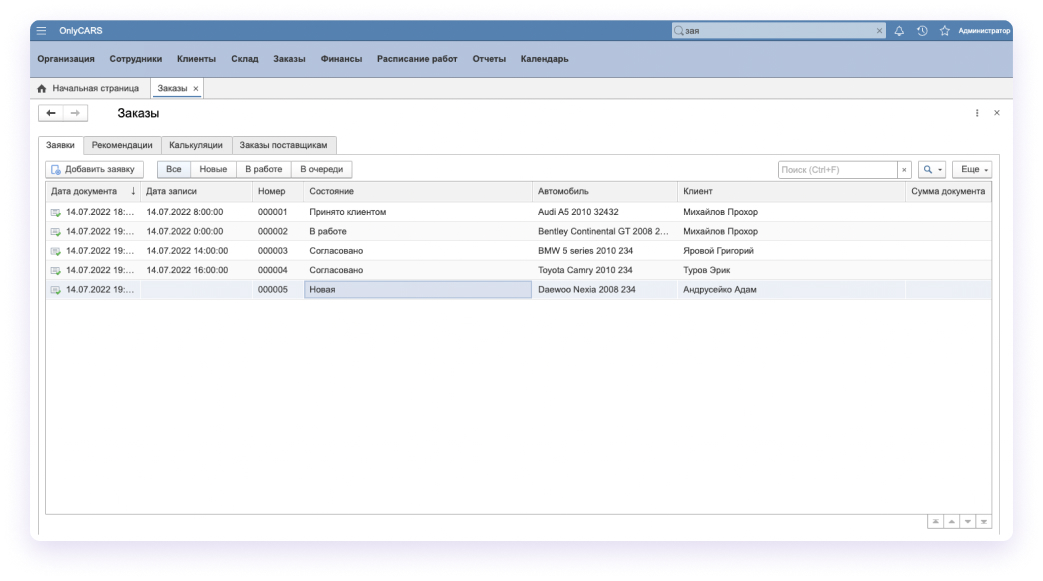 OnlyCARS зая Администратор
Организация Сотрудники Клиенты Склад Заказы Финансы Расписание работ Отчеты Календарь
Начальная страница Заказы
Заказы
Заявки Рекомендации Калькуляции Заказы поставщикам
Добавить заявку Все Новые В работе В очереди Поиск (Ctrl+F) Еще
Дата документа Дата записи Номер Состояние Автомобиль Клиент Сумма документа
14.07.2022 18:... 14.07.2022 8:00:00 000001 Принято клиентом Audi A5 2010 32432 Михайлов Прохор
14.07.2022 19:... 14.07.2022 0:00:00 000002 В работе Bentley Continental GT 2008 2... Михайлов Прохор
14.07.2022 19:... 14.07.2022 14:00:00 000003 Согласовано BMW 5 series 2010 234 Яровой Григорий
14.07.2022 19:... 14.07.2022 16:00:00 000004 Согласовано Toyota Camry 2010 234 Туров Эрик
14.07.2022 19:... 000005 Новая Daewoo Nexia 2008 234 Андрусейко Адам